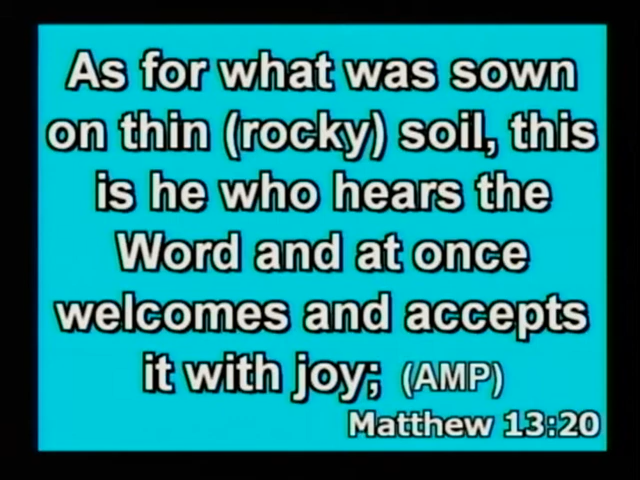 As for what was sown
on thin (rocky) soil, this
is he who hears the
Word and at once
welcomes and accepts
it with joy; (AMP)
Matthew 13:20